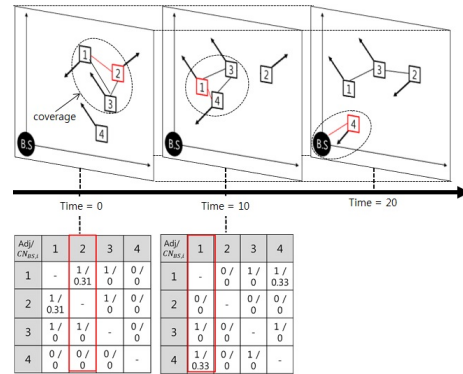 1
2
3
4
coverage
B.S
3
2
1
4
B.S
3
2
1
4
B.S
Time = 0
Time = 10
Time = 20
Adj/ CN_BS,i 1 2 3 4
1 - 1 / 0.31 1 / 0 0 / 0
2 1 / 0.31 - 1 / 0 0 / 0
3 1 / 0 1 / 0 - 0 / 0
4 0 / 0 0 / 0 0 / 0 -
Adj/ CN_BS,i 1 2 3 4
1 - 0 / 0 1 / 0 1 / 0.33
2 0 / 0 - 0 / 0 0 / 0
3 1 / 0 0 / 0 - 1 / 0
4 1 / 0.33 0 / 0 1 / 0 -